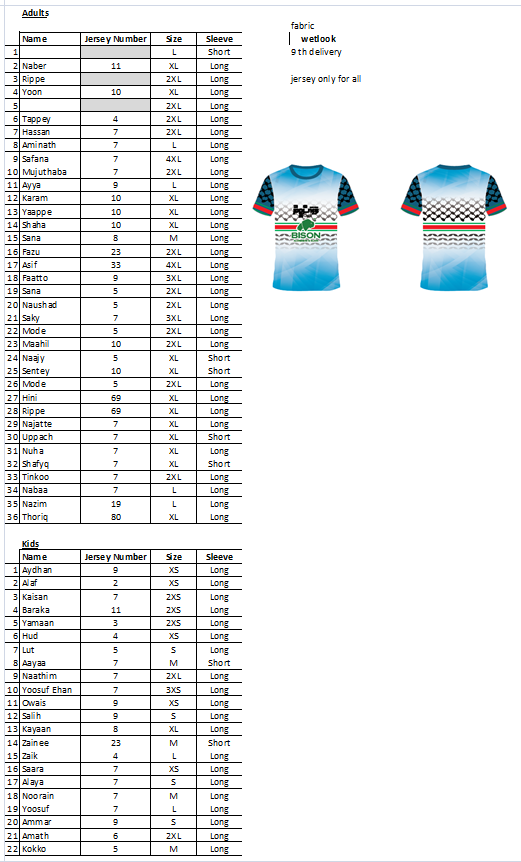 Adults
Name Jersey Number Size Sleeve
1 L Short
2 Naber 11 XL Long
3 Rippe 2XL Long
4 Yoon 10 XL Long
5 2XL Long
6 Tappey 4 2XL Long
7 Hassan 7 2XL Long
8 Aminath 7 L Long
9 Safana 7 4XL Long
10 Mujuthaba 7 2XL Long
11 Ayya 9 L Long
12 Karam 10 XL Long
13 Yaappe 10 XL Long
14 Shaha 10 XL Long
15 Sana 8 M Long
16 Fazu 23 2XL Long
17 Asif 33 4XL Long
18 Faatto 9 3XL Long
19 Sana 5 2XL Long
20 Naushad 5 2XL Long
21 Saky 7 3XL Long
22 Mode 5 2XL Long
23 Maahil 10 2XL Long
24 Naajy 5 XL Short
25 Sentey 10 XL Short
26 Mode 5 2XL Long
27 Hini 69 XL Long
28 Rippe 69 XL Long
29 Najatte 7 XL Long
30 Uppach 7 XL Short
31 Nuha 7 XL Long
32 Shafyq 7 XL Short
33 Tinkoo 7 2XL Long
34 Nabaa 7 L Long
35 Nazim 19 L Long
36 Thoriq 80 XL Long
Kids
Name Jersey Number Size Sleeve
1 Aydhan 9 XS Long
2 Alaf 2 XS Long
3 Kaisan 7 2XS Long
4 Baraka 11 2XS Long
5 Yamaan 3 2XS Long
6 Hud 4 XS Long
7 Lut 5 S Long
8 Aayaa 7 M Short
9 Naathim 7 2XL Long
10 Yoosuf Ehan 7 3XS Long
11 Owais 9 XS Long
12 Salih 9 S Long
13 Kayaan 8 XL Long
14 Zainee 23 M Short
15 Zaik 4 L Long
16 Saara 7 XS Long
17 Alaya 7 S Long
18 Noorain 7 M Long
19 Yoosuf 7 L Long
20 Ammar 9 S Long
21 Amath 6 2XL Long
22 Kokko 5 M Long
fabric
wetlook
9 th delivery
jersey only for all
BISON